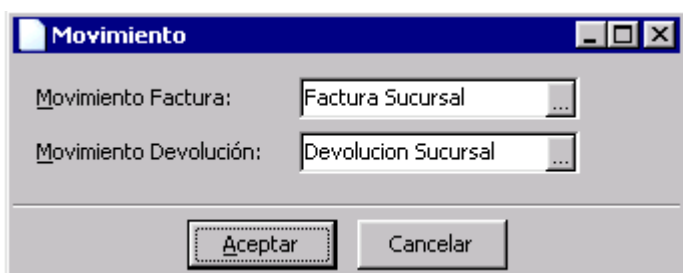 Movimiento
Movimiento Factura: Factura Sucursal ...
Movimiento Devolución: Devolucion Sucursal ...
Aceptar Cancelar